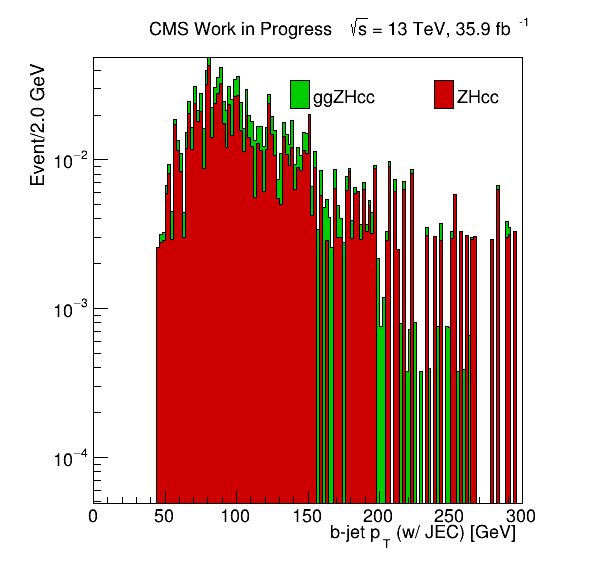 CMS Work in Progress √s = 13 TeV, 35.9 fb⁻¹
Event/2.0 GeV
ggZHcc ZHcc
10⁻²
10⁻³
10⁻⁴
0 50 100 150 200 250 300
b-jet p_T (w/ JEC) [GeV]